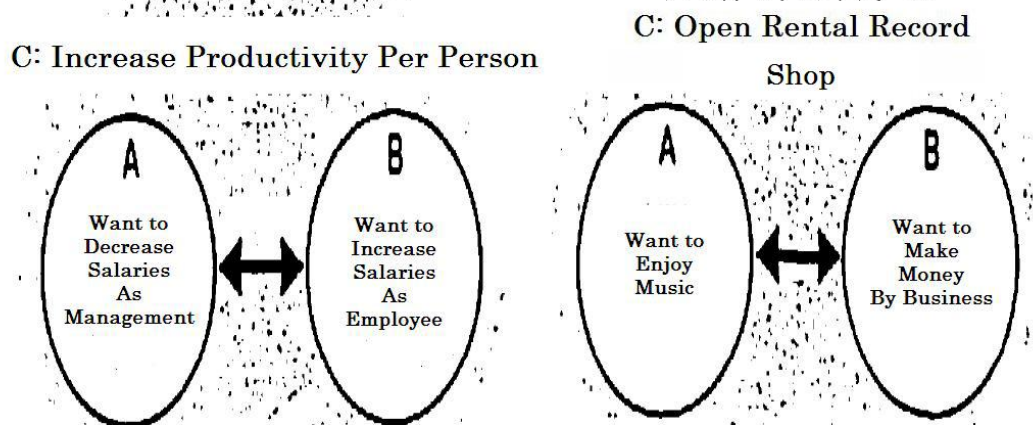 C: Increase Productivity Per Person
A
Want to
Decrease
Salaries
As
Management
B
Want to
Increase
Salaries
As
Employee
C: Open Rental Record
Shop
A
Want to
Enjoy
Music
B
Want to
Make
Money
By Business